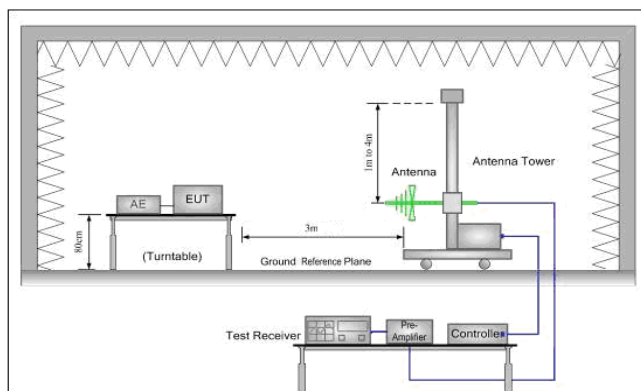 1m to 4m
Antenna
Antenna Tower
AE
EUT
80cm
(Turntable)
3m
Ground Reference Plane
Test Receiver
Pre-
Amplifier
Controller